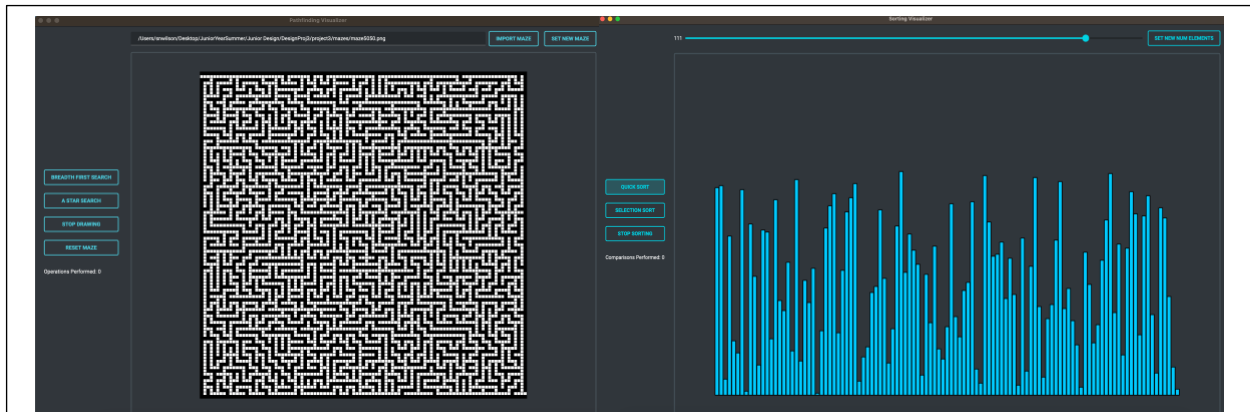 Pathfinding Visualizer
/Users/snwilson/Desktop/JuniorYearSummer/Junior Design/DesignProj3/project3/mazes/maze5050.png
IMPORT MAZE
SET NEW MAZE
BREADTH FIRST SEARCH
A STAR SEARCH
STOP DRAWING
RESET MAZE
Operations Performed: 0
Sorting Visualizer
111
SET NEW NUM ELEMENTS
QUICK SORT
SELECTION SORT
STOP SORTING
Comparisons Performed: 0